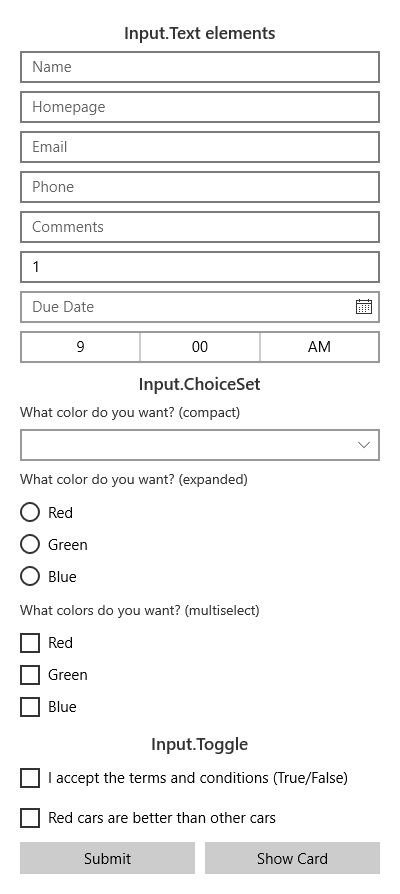 Input.Text elements
Name
Homepage
Email
Phone
Comments
1
Due Date
9 00 AM
Input.ChoiceSet
What color do you want? (compact)
What color do you want? (expanded)
Red
Green
Blue
What colors do you want? (multiselect)
Red
Green
Blue
Input.Toggle
I accept the terms and conditions (True/False)
Red cars are better than other cars
Submit Show Card